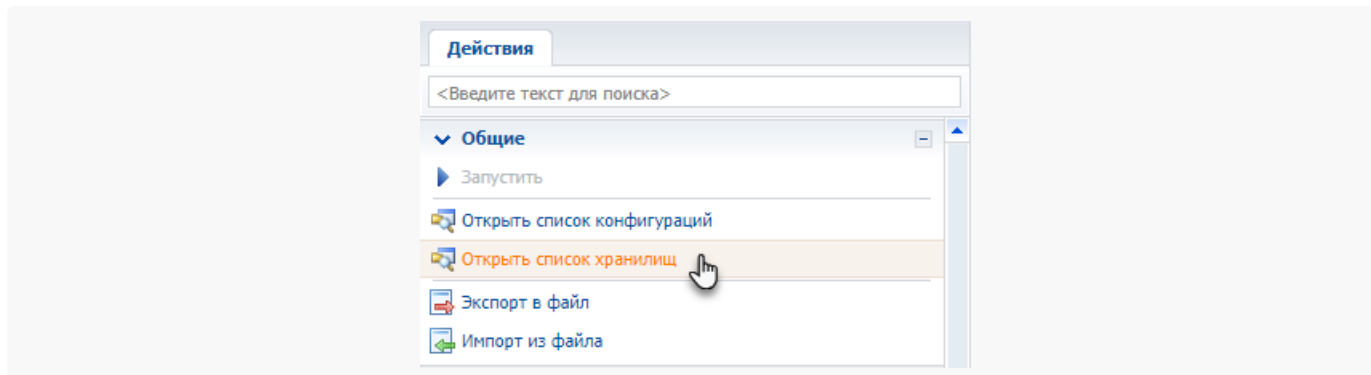 Действия
<Введите текст для поиска>
Общие
Запустить
Открыть список конфигураций
Открыть список хранилищ
Экспорт в файл
Импорт из файла